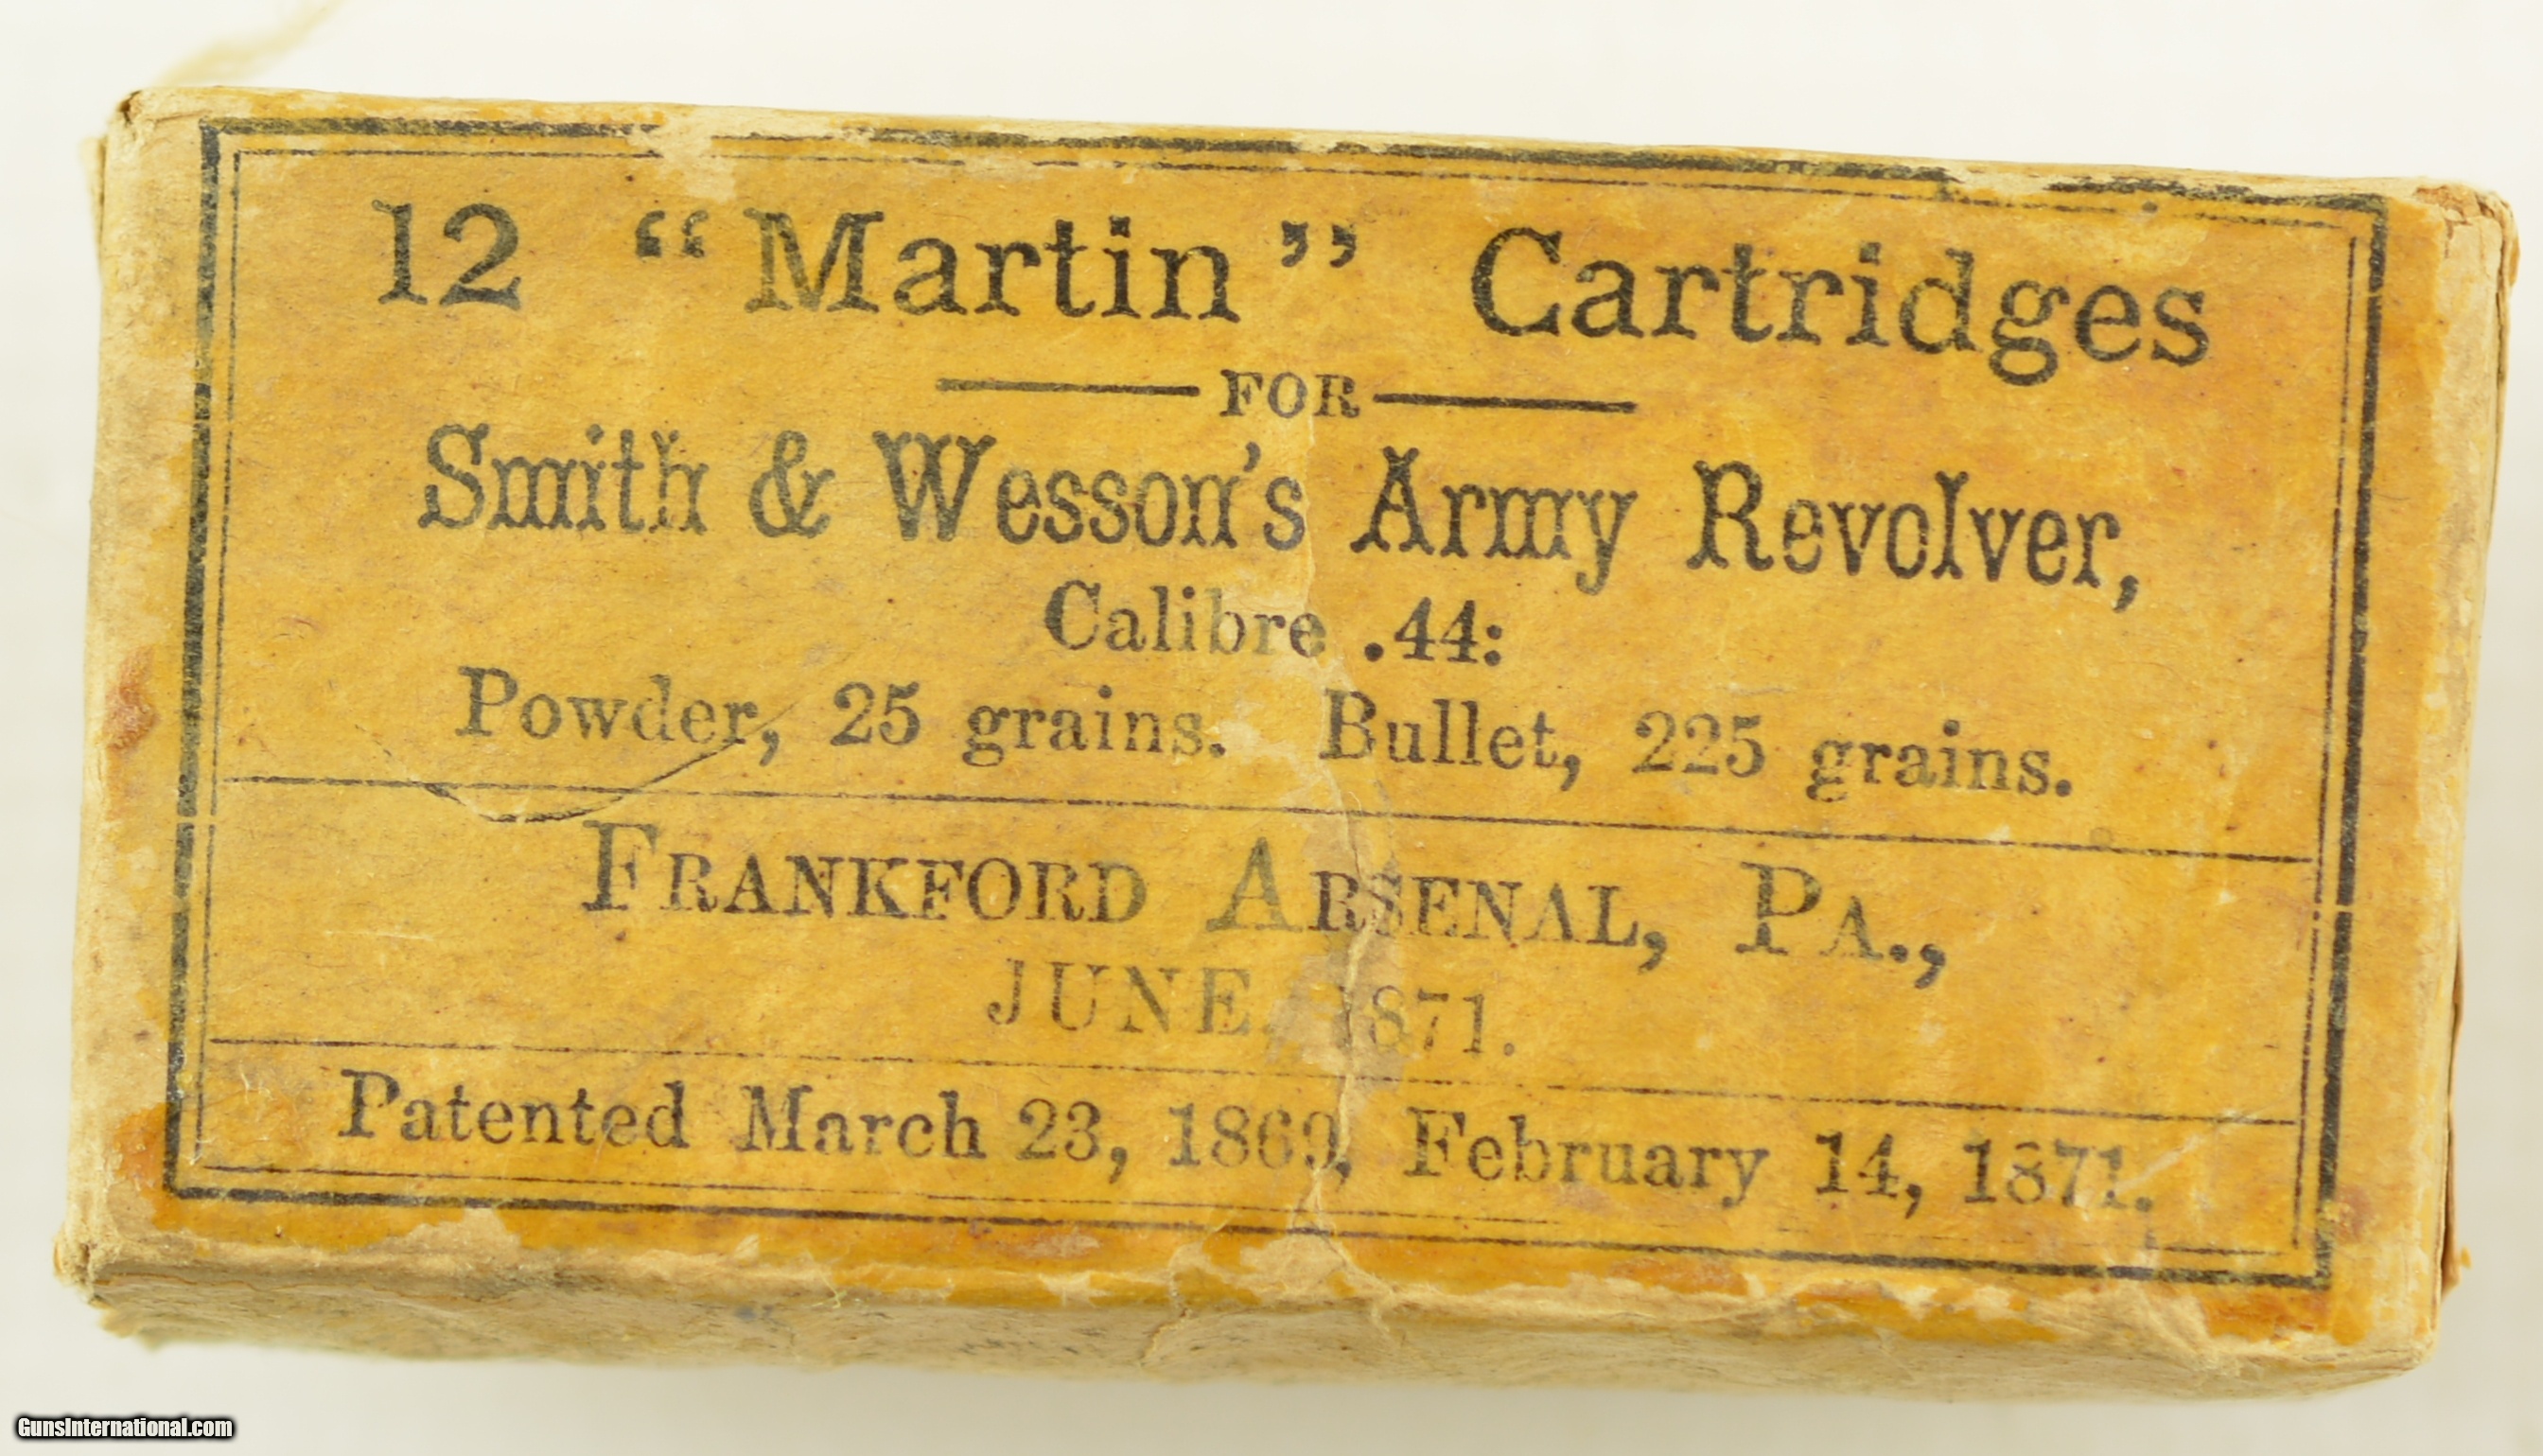 12 “Martin” Cartridges
FOR
Smith & Wesson's Army Revolver,
Calibre .44:
Powder, 25 grains. Bullet, 225 grains.
FRANKFORD ARSENAL, PA.,
JUNE, 1871.
Patented March 23, 1869, February 14, 1871.
GunsInternational.com